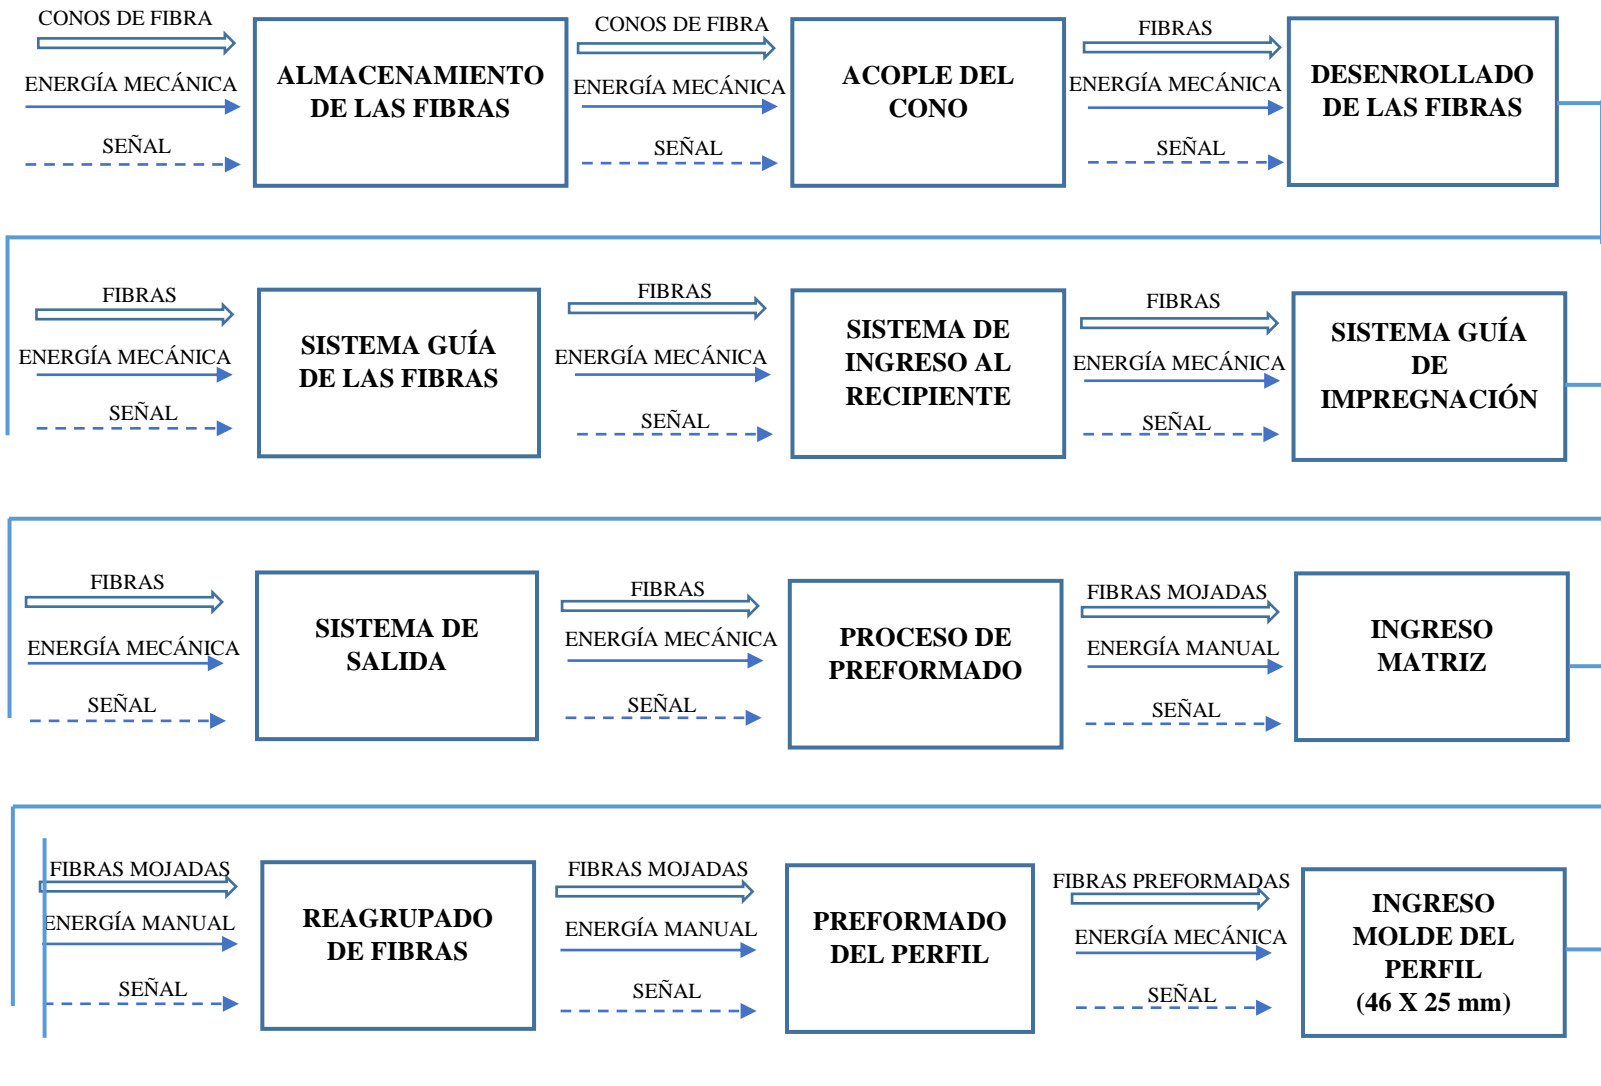 CONOS DE FIBRA
ENERGÍA MECÁNICA
SEÑAL
ALMACENAMIENTO
DE LAS FIBRAS
CONOS DE FIBRA
ENERGÍA MECÁNICA
SEÑAL
ACOPLE DEL
CONO
FIBRAS
ENERGÍA MECÁNICA
SEÑAL
DESENROLLADO
DE LAS FIBRAS
FIBRAS
ENERGÍA MECÁNICA
SEÑAL
SISTEMA GUÍA
DE LAS FIBRAS
FIBRAS
ENERGÍA MECÁNICA
SEÑAL
SISTEMA DE
INGRESO AL
RECIPIENTE
FIBRAS
ENERGÍA MECÁNICA
SEÑAL
SISTEMA GUÍA
DE
IMPREGNACIÓN
FIBRAS
ENERGÍA MECÁNICA
SEÑAL
SISTEMA DE
SALIDA
FIBRAS
ENERGÍA MECÁNICA
SEÑAL
PROCESO DE
PREFORMADO
FIBRAS MOJADAS
ENERGÍA MANUAL
SEÑAL
INGRESO
MATRIZ
FIBRAS MOJADAS
ENERGÍA MANUAL
SEÑAL
REAGRUPADO
DE FIBRAS
FIBRAS MOJADAS
ENERGÍA MANUAL
SEÑAL
PREFORMADO
DEL PERFIL
FIBRAS PREFORMADAS
ENERGÍA MECÁNICA
SEÑAL
INGRESO
MOLDE DEL
PERFIL
(46 X 25 mm)